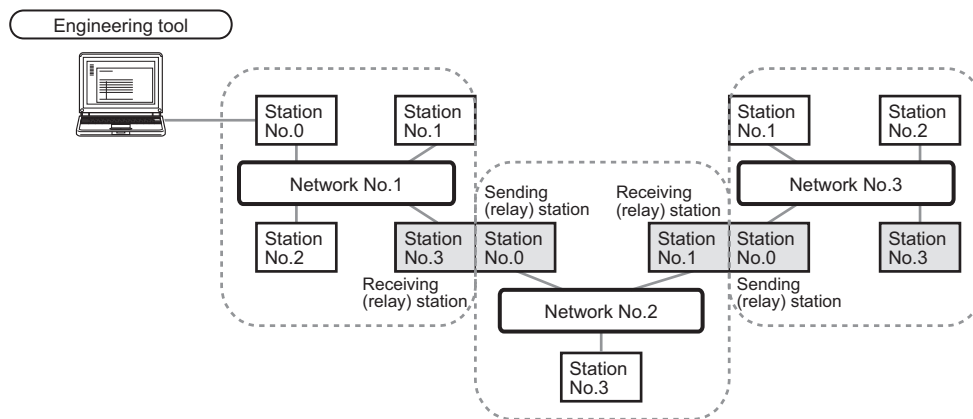 Engineering tool
Station
No.0
Station
No.1
Station
No.1
Station
No.2
Network No.1
Network No.3
Sending
(relay) station
Receiving
(relay) station
Station
No.2
Station
No.3
Station
No.0
Station
No.1
Station
No.0
Station
No.3
Receiving
(relay) station
Sending
(relay) station
Network No.2
Station
No.3